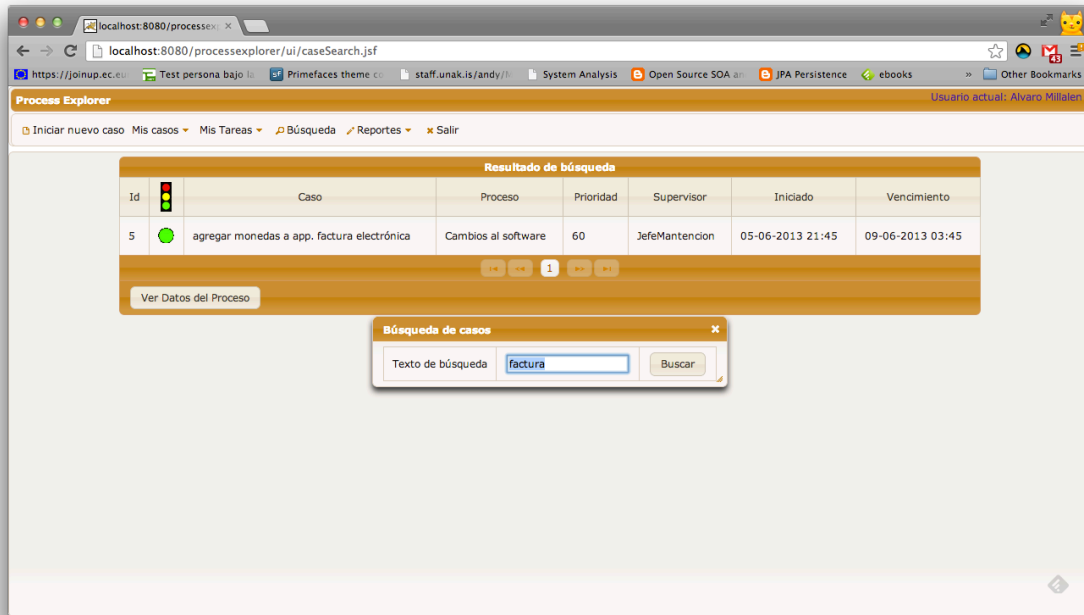 localhost:8080/processex
localhost:8080/processexplorer/ui/caseSearch.jsf
43
https://joinup.ec.eu Test persona bajo la Primefaces theme co staff.unak.is/andy/ System Analysis Open Source SOA an JPA Persistence ebooks » Other Bookmarks
Process Explorer Usuario actual: Alvaro Millalen
Iniciar nuevo caso Mis casos Mis Tareas Búsqueda Reportes Salir
Resultado de búsqueda
Id Caso Proceso Prioridad Supervisor Iniciado Vencimiento
5 agregar monedas a app. factura electrónica Cambios al software 60 JefeMantencion 05-06-2013 21:45 09-06-2013 03:45
1
Ver Datos del Proceso
Búsqueda de casos
Texto de búsqueda factura Buscar